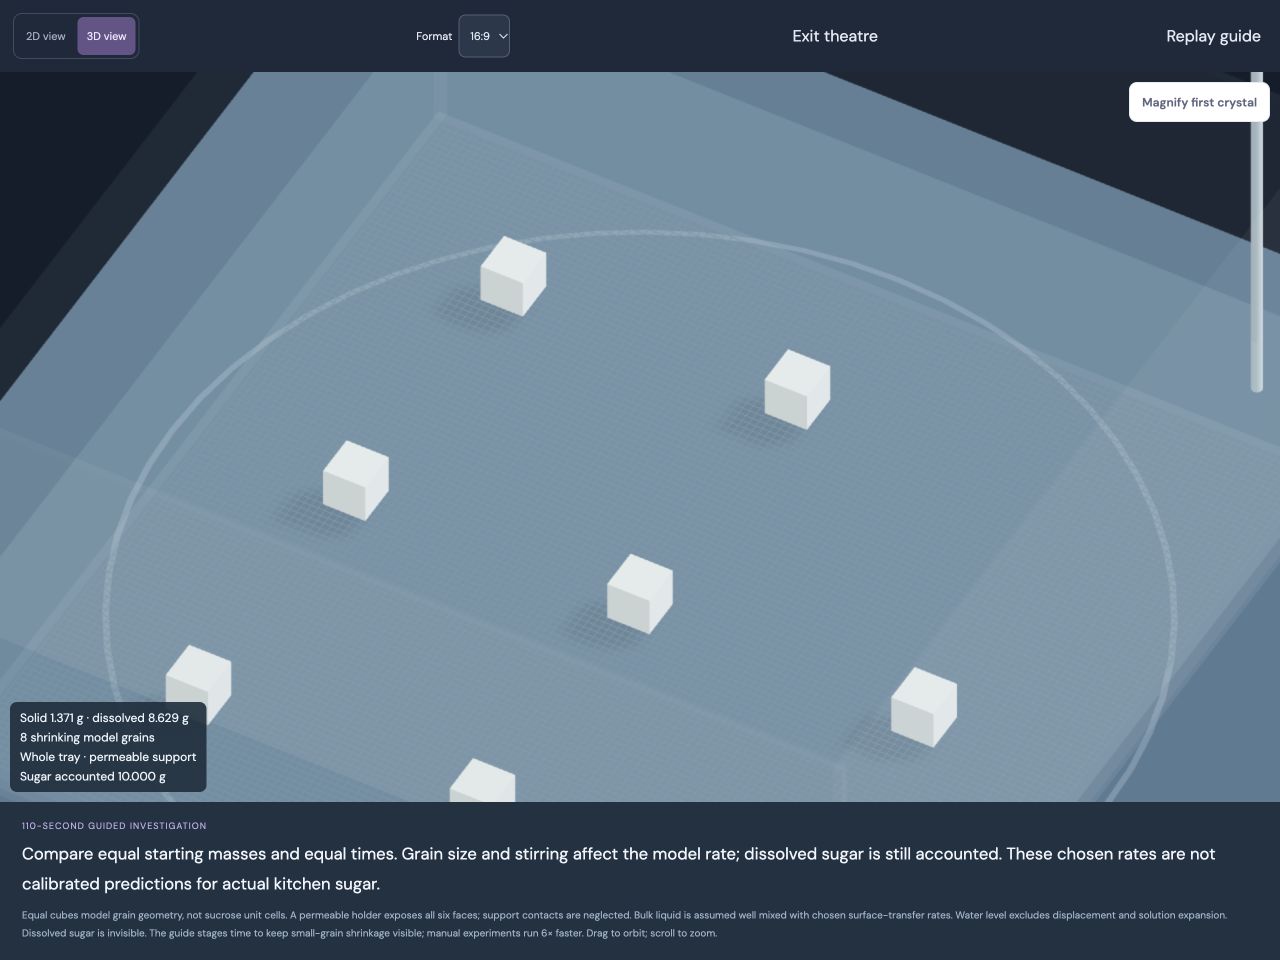 2D view
3D view
Format
16:9
Exit theatre
Replay guide
Magnify first crystal
Solid 1.371 g · dissolved 8.629 g
8 shrinking model grains
Whole tray · permeable support
Sugar accounted 10.000 g
110-SECOND GUIDED INVESTIGATION
Compare equal starting masses and equal times. Grain size and stirring affect the model rate; dissolved sugar is still accounted. These chosen rates are not
calibrated predictions for actual kitchen sugar.
Equal cubes model grain geometry, not sucrose unit cells. A permeable holder exposes all six faces; support contacts are neglected. Bulk liquid is assumed well mixed with chosen surface-transfer rates. Water level excludes displacement and solution expansion.
Dissolved sugar is invisible. The guide stages time to keep small-grain shrinkage visible; manual experiments run 6× faster. Drag to orbit; scroll to zoom.